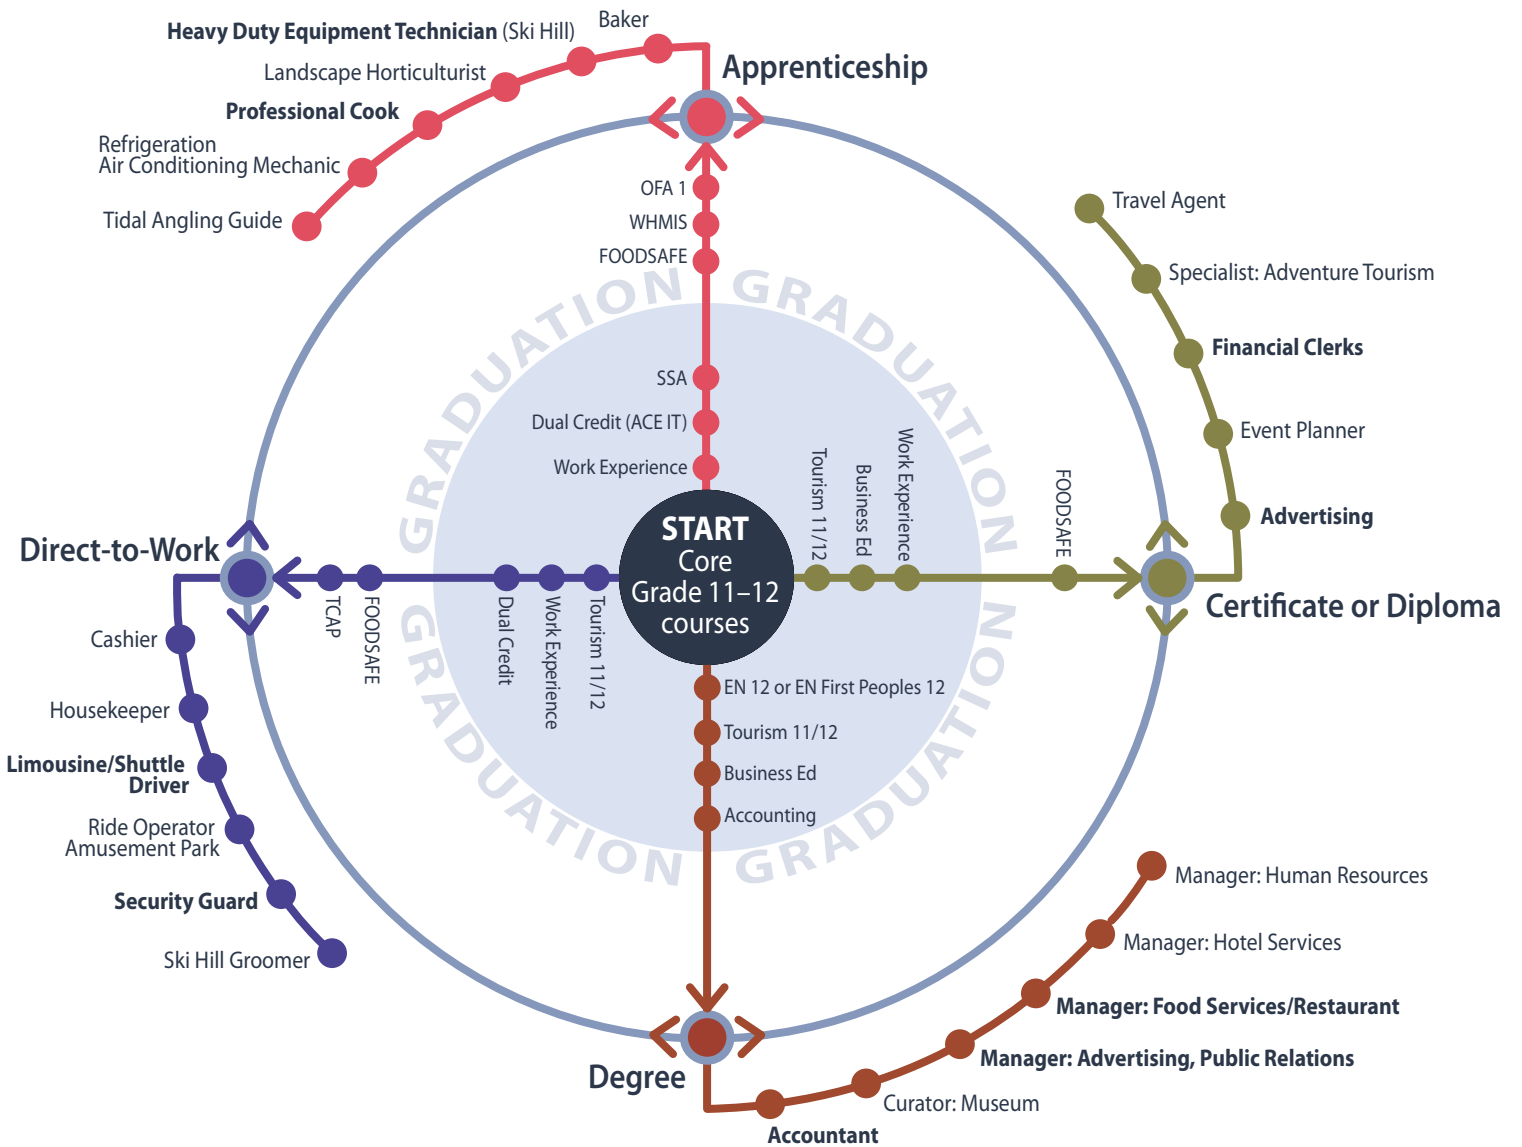 Baker
Heavy Duty Equipment Technician (Ski Hill)
Landscape Horticulturist
Professional Cook
Refrigeration
Air Conditioning Mechanic
Tidal Angling Guide
Apprenticeship
OFA 1
WHMIS
FOODSAFE
GRADUATION
GRADUATION
SSA
Dual Credit (ACE IT)
Work Experience
Travel Agent
Specialist: Adventure Tourism
Financial Clerks
Event Planner
Advertising
Tourism 11/12
Business Ed
Work Experience
FOODSAFE
Certificate or Diploma
START
Core
Grade 11–12
courses
Direct-to-Work
TCAP
FOODSAFE
Dual Credit
Work Experience
Tourism 11/12
Cashier
Housekeeper
Limousine/Shuttle
Driver
Ride Operator
Amusement Park
Security Guard
Ski Hill Groomer
EN 12 or EN First Peoples 12
Tourism 11/12
Business Ed
Accounting
GRADUATION
GRADUATION
Degree
Manager: Human Resources
Manager: Hotel Services
Manager: Food Services/Restaurant
Manager: Advertising, Public Relations
Curator: Museum
Accountant